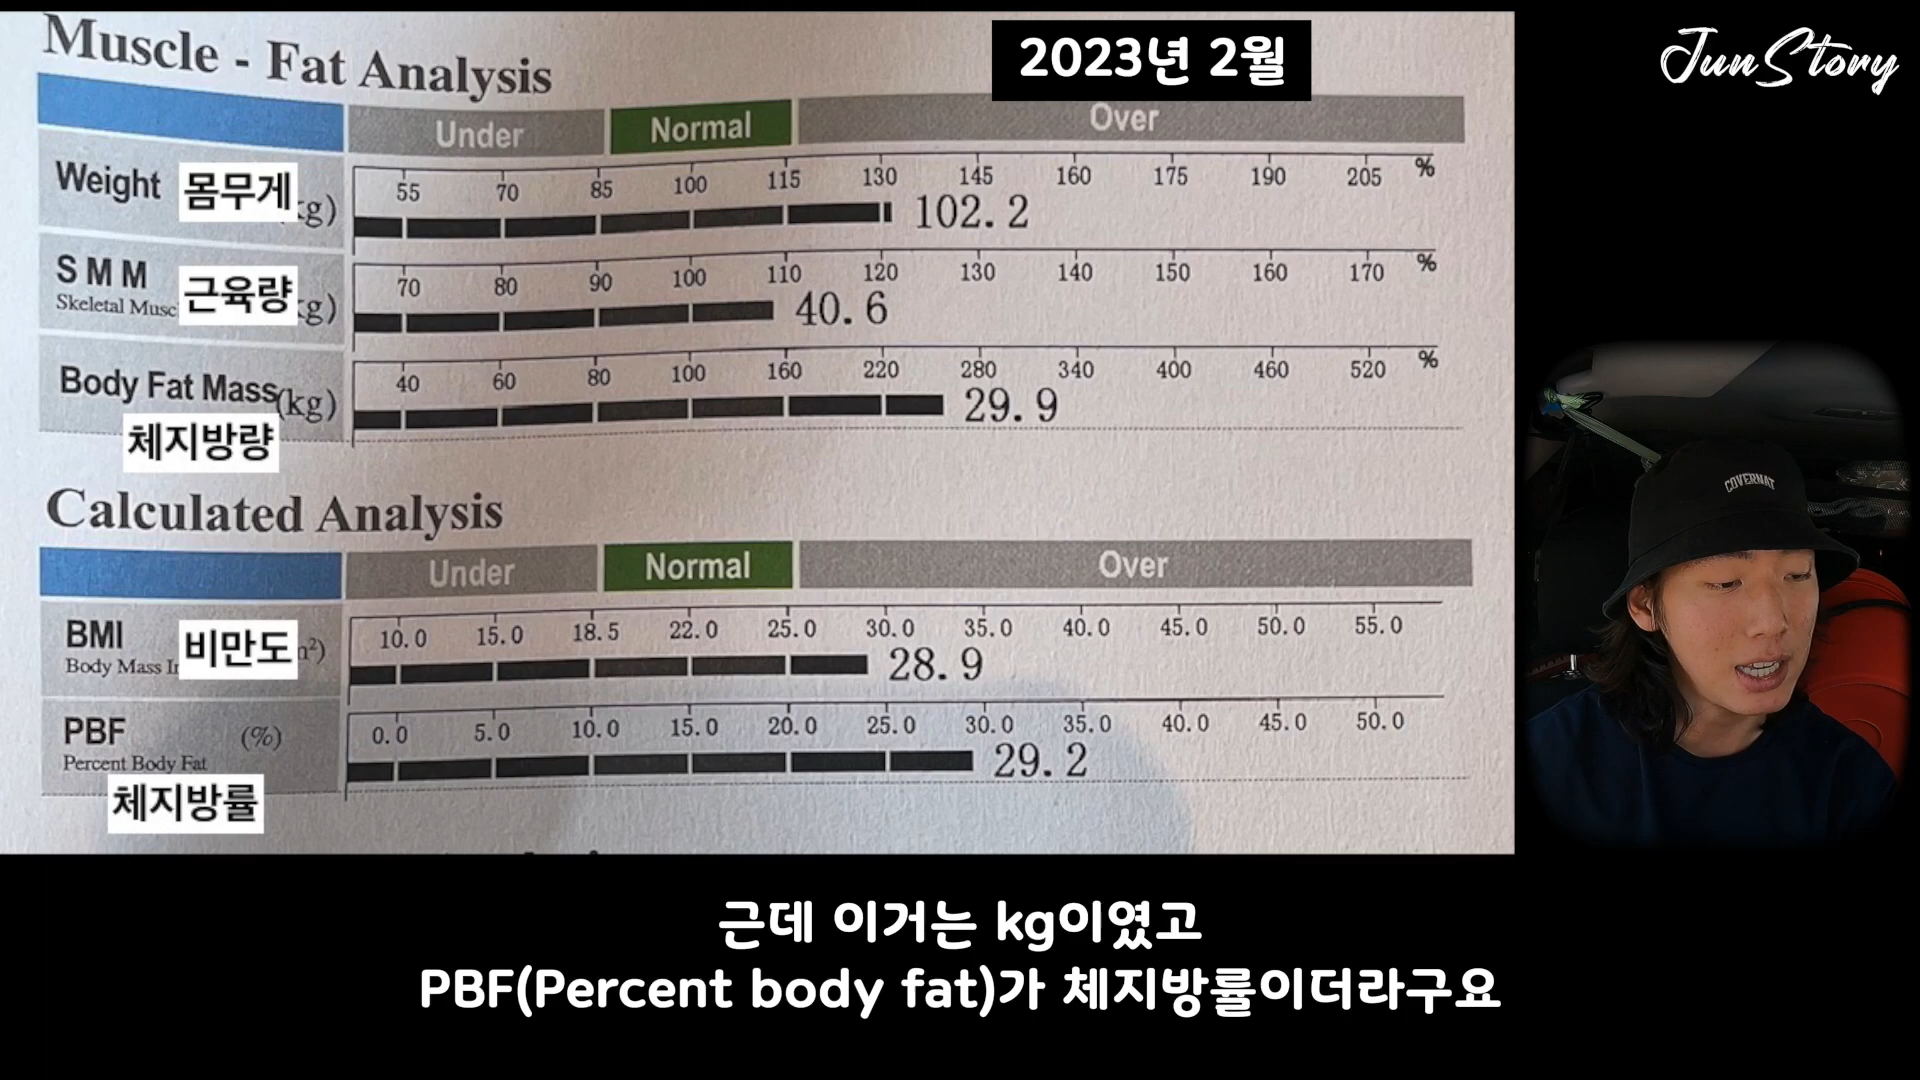 Muscle - Fat Analysis
2023년 2월
JunStory
Under
Normal
Over
Weight
몸무게
kg)
55 70 85 100 115 130 145 160 175 190 205 %
102.2
S M M
Skeletal Musc
근육량
kg)
70 80 90 100 110 120 130 140 150 160 170 %
40.6
Body Fat Mass(kg)
체지방량
40 60 80 100 160 220 280 340 400 460 520 %
29.9
Calculated Analysis
Under
Normal
Over
BMI
Body Mass In
비만도
m²)
10.0 15.0 18.5 22.0 25.0 30.0 35.0 40.0 45.0 50.0 55.0
28.9
PBF (%)
Percent Body Fat
체지방률
0.0 5.0 10.0 15.0 20.0 25.0 30.0 35.0 40.0 45.0 50.0
29.2
COVERNAT
근데 이거는 kg이였고
PBF(Percent body fat)가 체지방률이더라구요